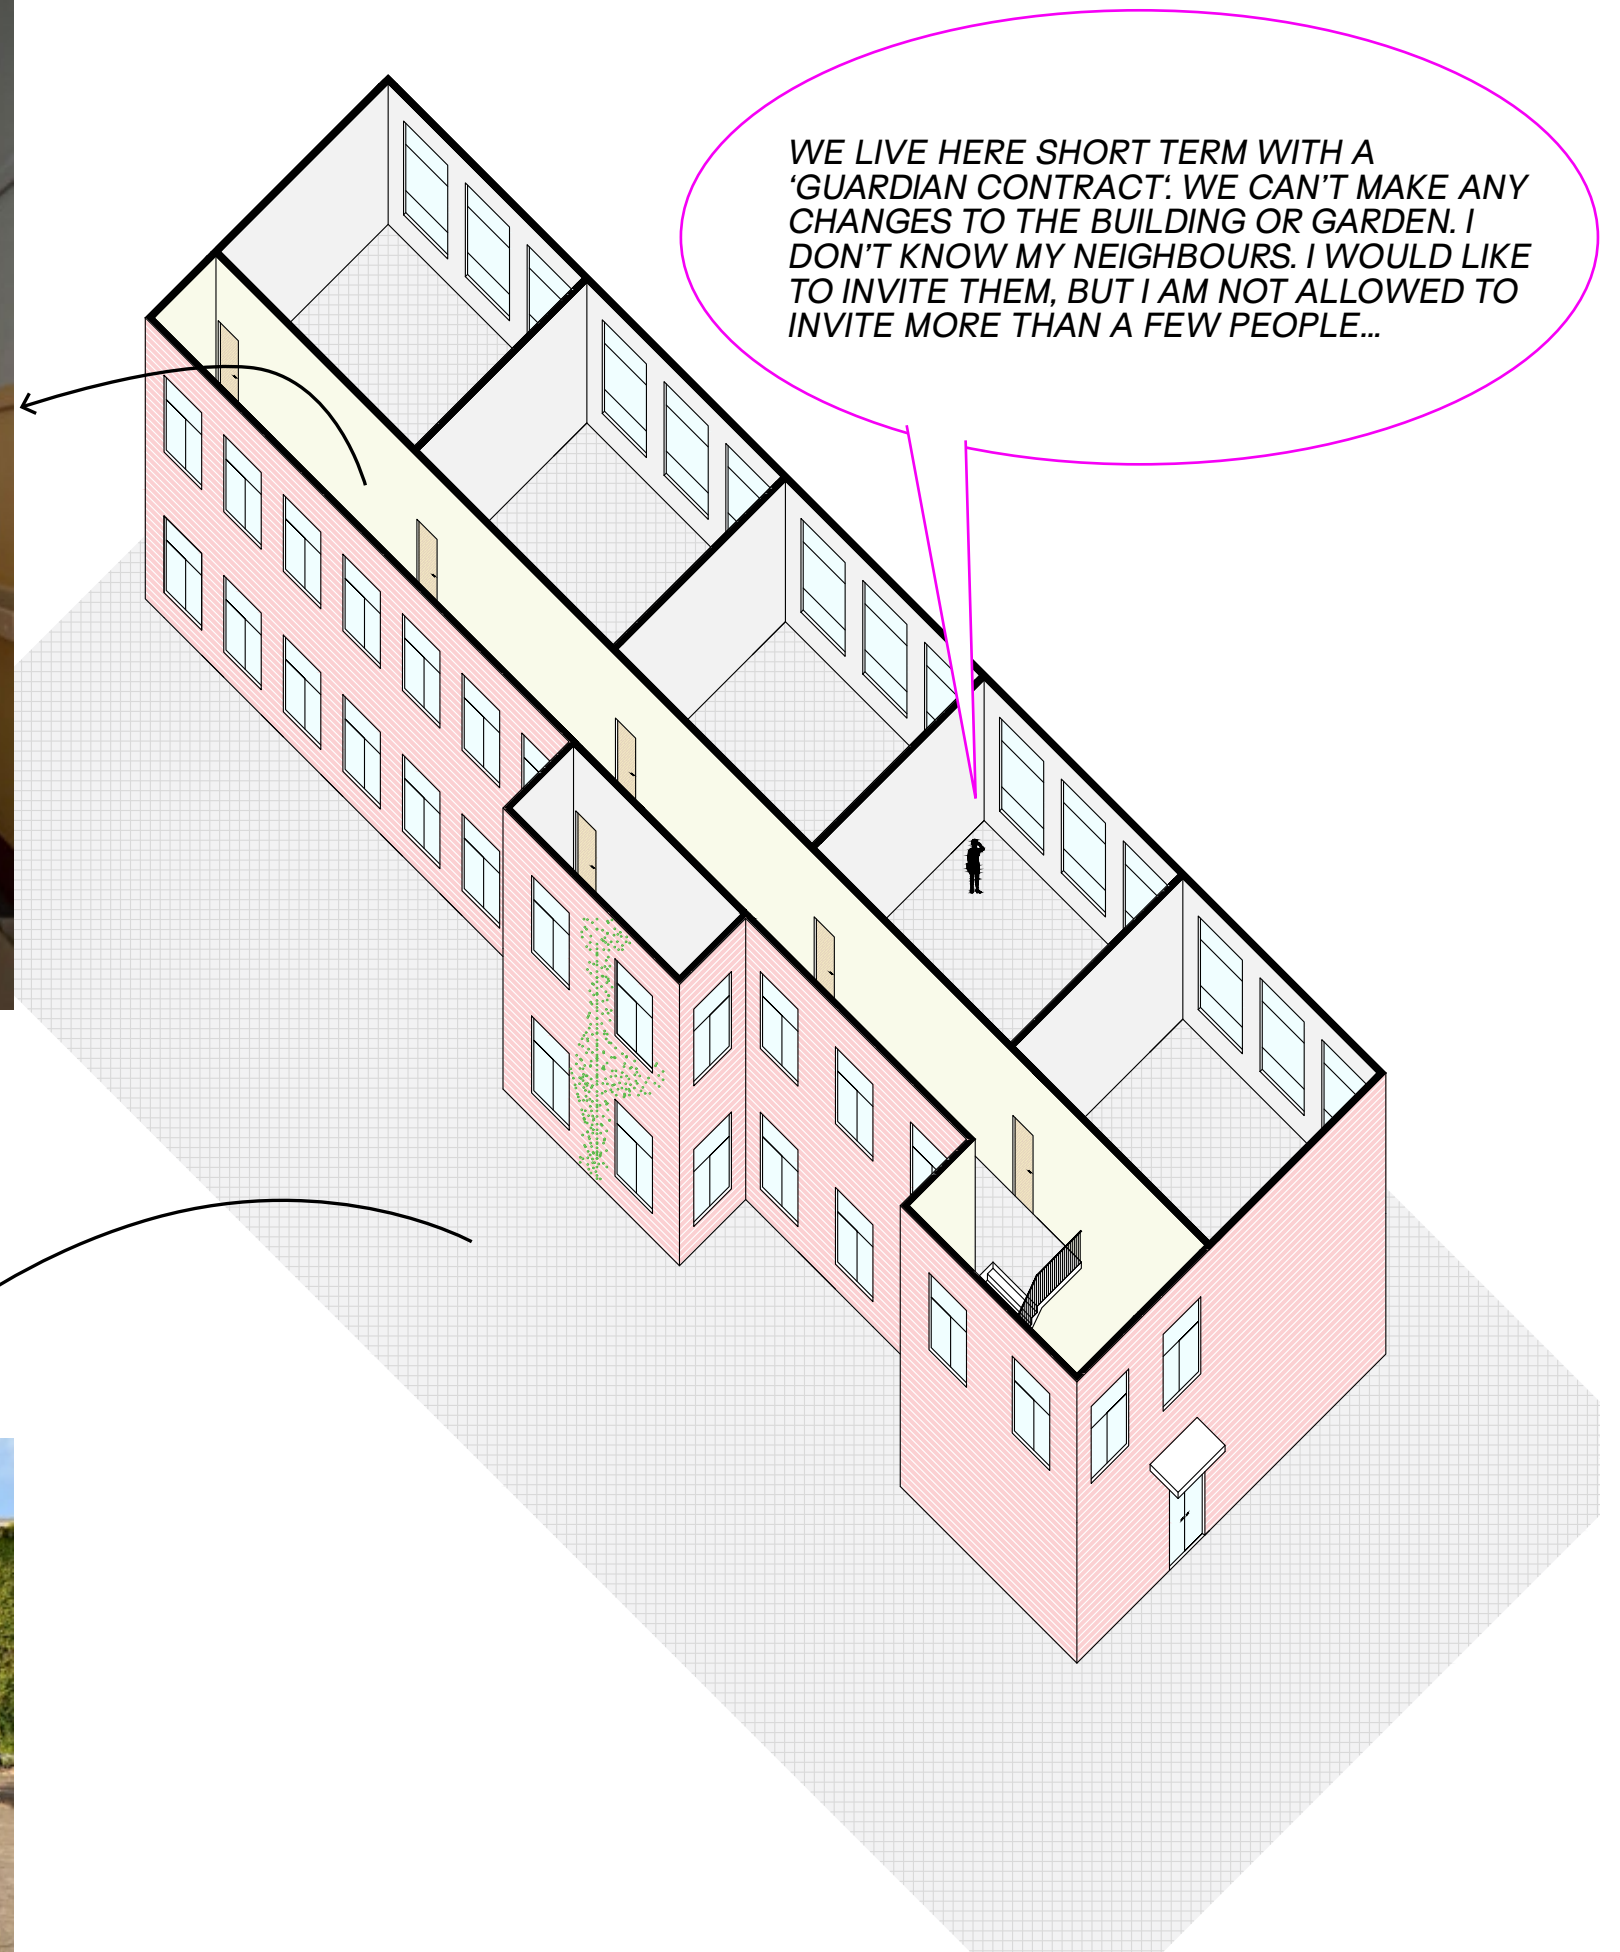 WE LIVE HERE SHORT TERM WITH A
‘GUARDIAN CONTRACT‘. WE CAN’T MAKE ANY
CHANGES TO THE BUILDING OR GARDEN. I
DON’T KNOW MY NEIGHBOURS. I WOULD LIKE
TO INVITE THEM, BUT I AM NOT ALLOWED TO
INVITE MORE THAN A FEW PEOPLE...